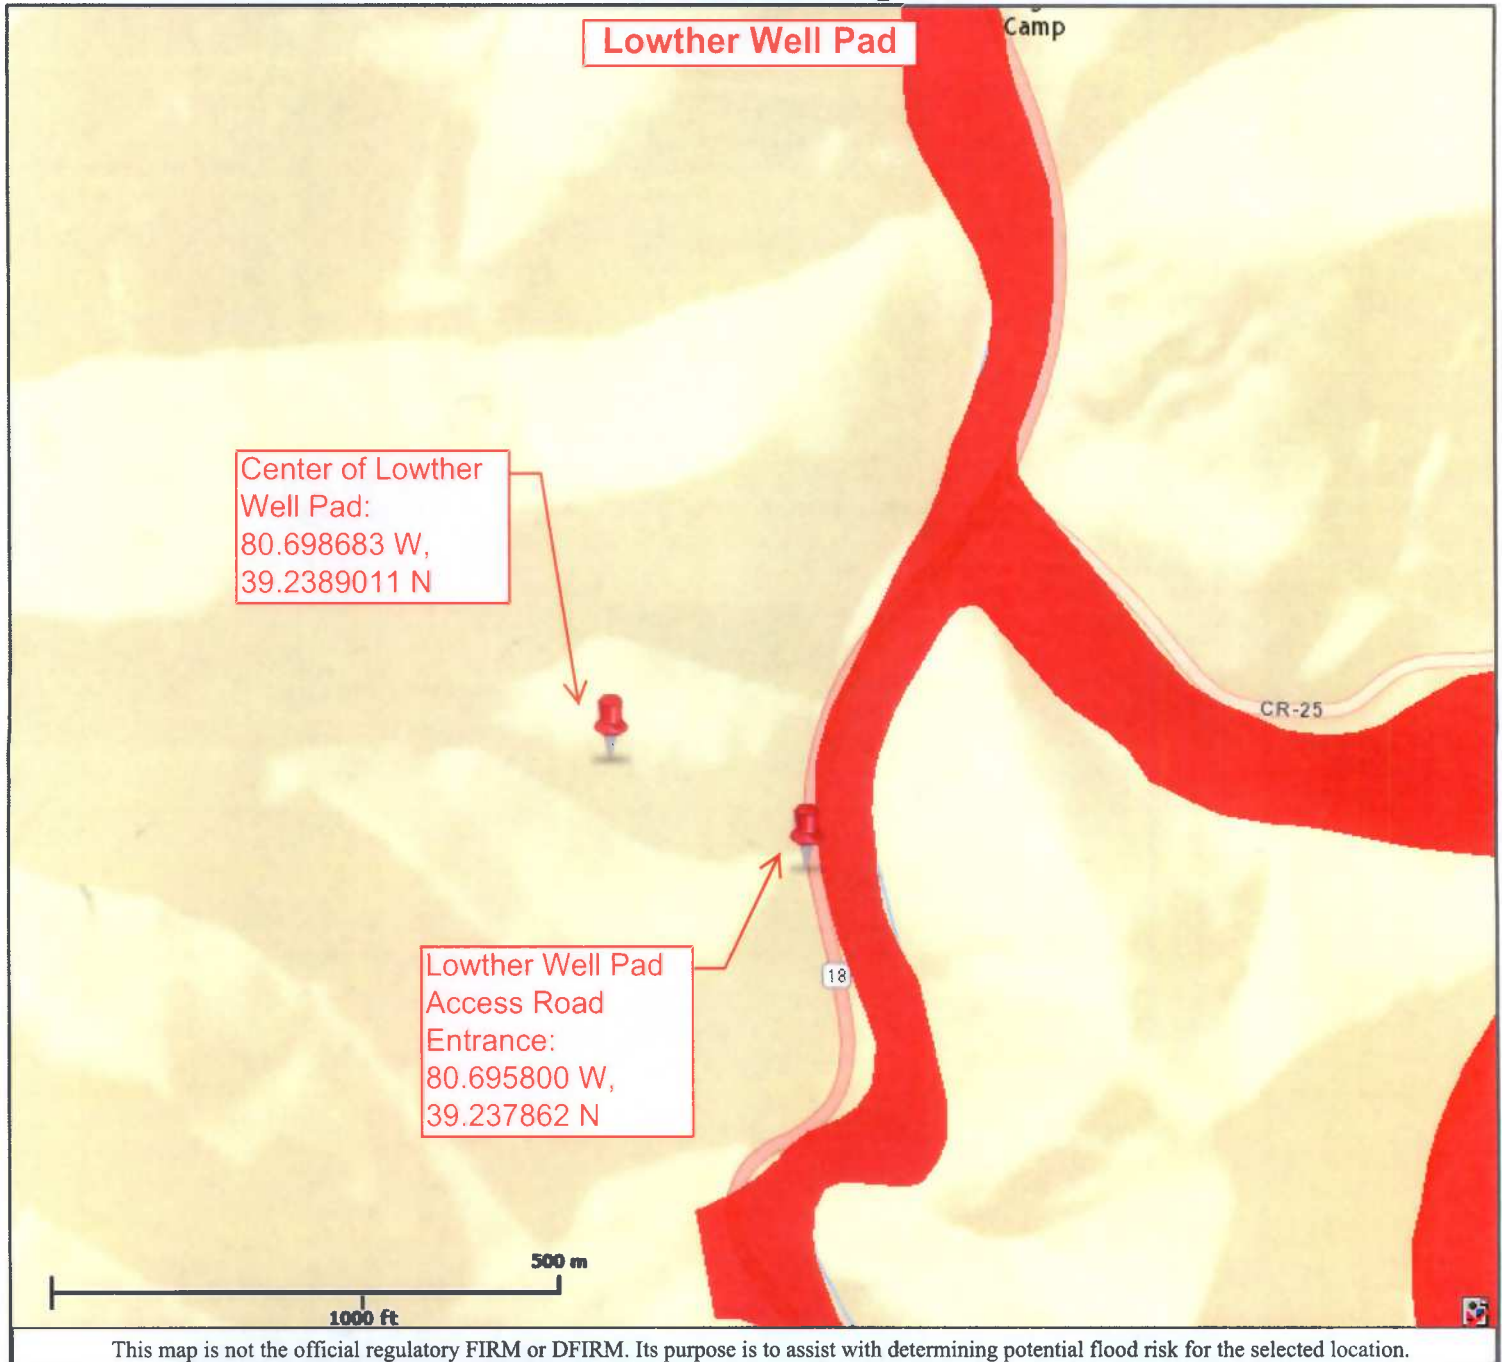 Lowther Well Pad
Camp
Center of Lowther
Well Pad:
80.698683 W,
39.2389011 N
CR-25
Lowther Well Pad
Access Road
Entrance:
80.695800 W,
39.237862 N
18
500 m
1000 ft
This map is not the official regulatory FIRM or DFIRM. Its purpose is to assist with determining potential flood risk for the selected location.